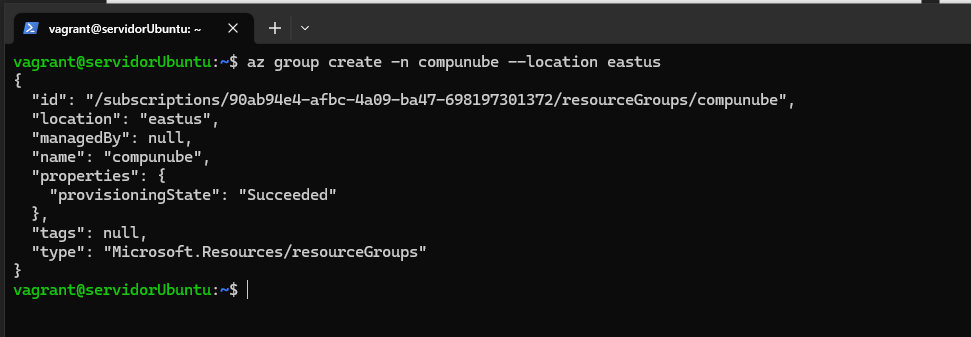 vagrant@servidorUbuntu: ~
vagrant@servidorUbuntu:~$ az group create -n compunube --location eastus
{
  "id": "/subscriptions/90ab94e4-afbc-4a09-ba47-698197301372/resourceGroups/compunube",
  "location": "eastus",
  "managedBy": null,
  "name": "compunube",
  "properties": {
    "provisioningState": "Succeeded"
  },
  "tags": null,
  "type": "Microsoft.Resources/resourceGroups"
}
vagrant@servidorUbuntu:~$